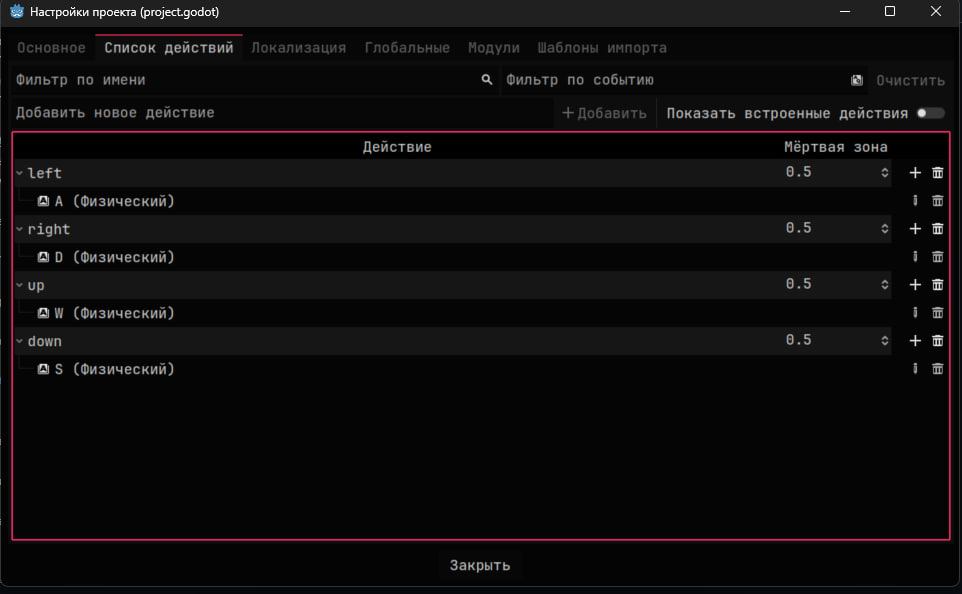 Настройки проекта (project.godot)
Основное Список действий Локализация Глобальные Модули Шаблоны импорта
Фильтр по имени Фильтр по событию Очистить
Добавить новое действие +Добавить Показать встроенные действия
Действие Мёртвая зона
left 0.5
A (Физический)
right 0.5
D (Физический)
up 0.5
W (Физический)
down 0.5
S (Физический)
Закрыть